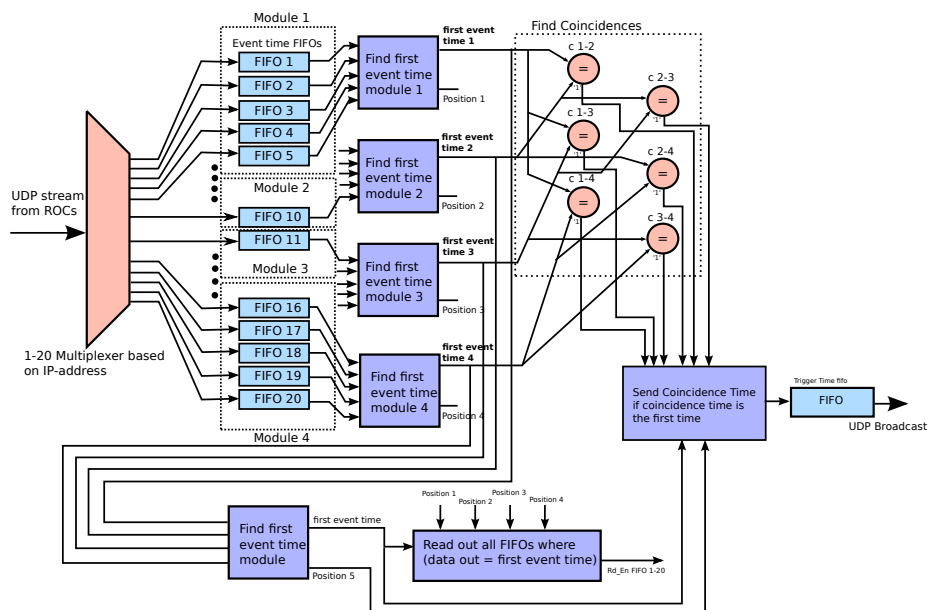 Module 1
Event time FIFOs
FIFO 1
FIFO 2
FIFO 3
FIFO 4
FIFO 5
Module 2
FIFO 10
FIFO 11
Module 3
FIFO 16
FIFO 17
FIFO 18
FIFO 19
FIFO 20
Module 4
UDP stream
from ROCs
1-20 Multiplexer based
on IP-address
Find first
event time
module 1
first event
time 1
Position 1
Find first
event time
module 2
first event
time 2
Position 2
Find first
event time
module 3
first event
time 3
Position 3
Find first
event time
module 4
first event
time 4
Position 4
Find Coincidences
c 1-2
=
'1'
c 2-3
=
'1'
c 1-3
=
'1'
c 2-4
=
'1'
c 1-4
=
'1'
c 3-4
=
'1'
Send Coincidence Time
if coincidence time is
the first time
Trigger Time fifo
FIFO
UDP Broadcast
Find first
event time
module
first event time
Position 5
Position 1
Position 2
Position 3
Position 4
Read out all FIFOs where
(data out = first event time)
Rd_En FIFO 1-20